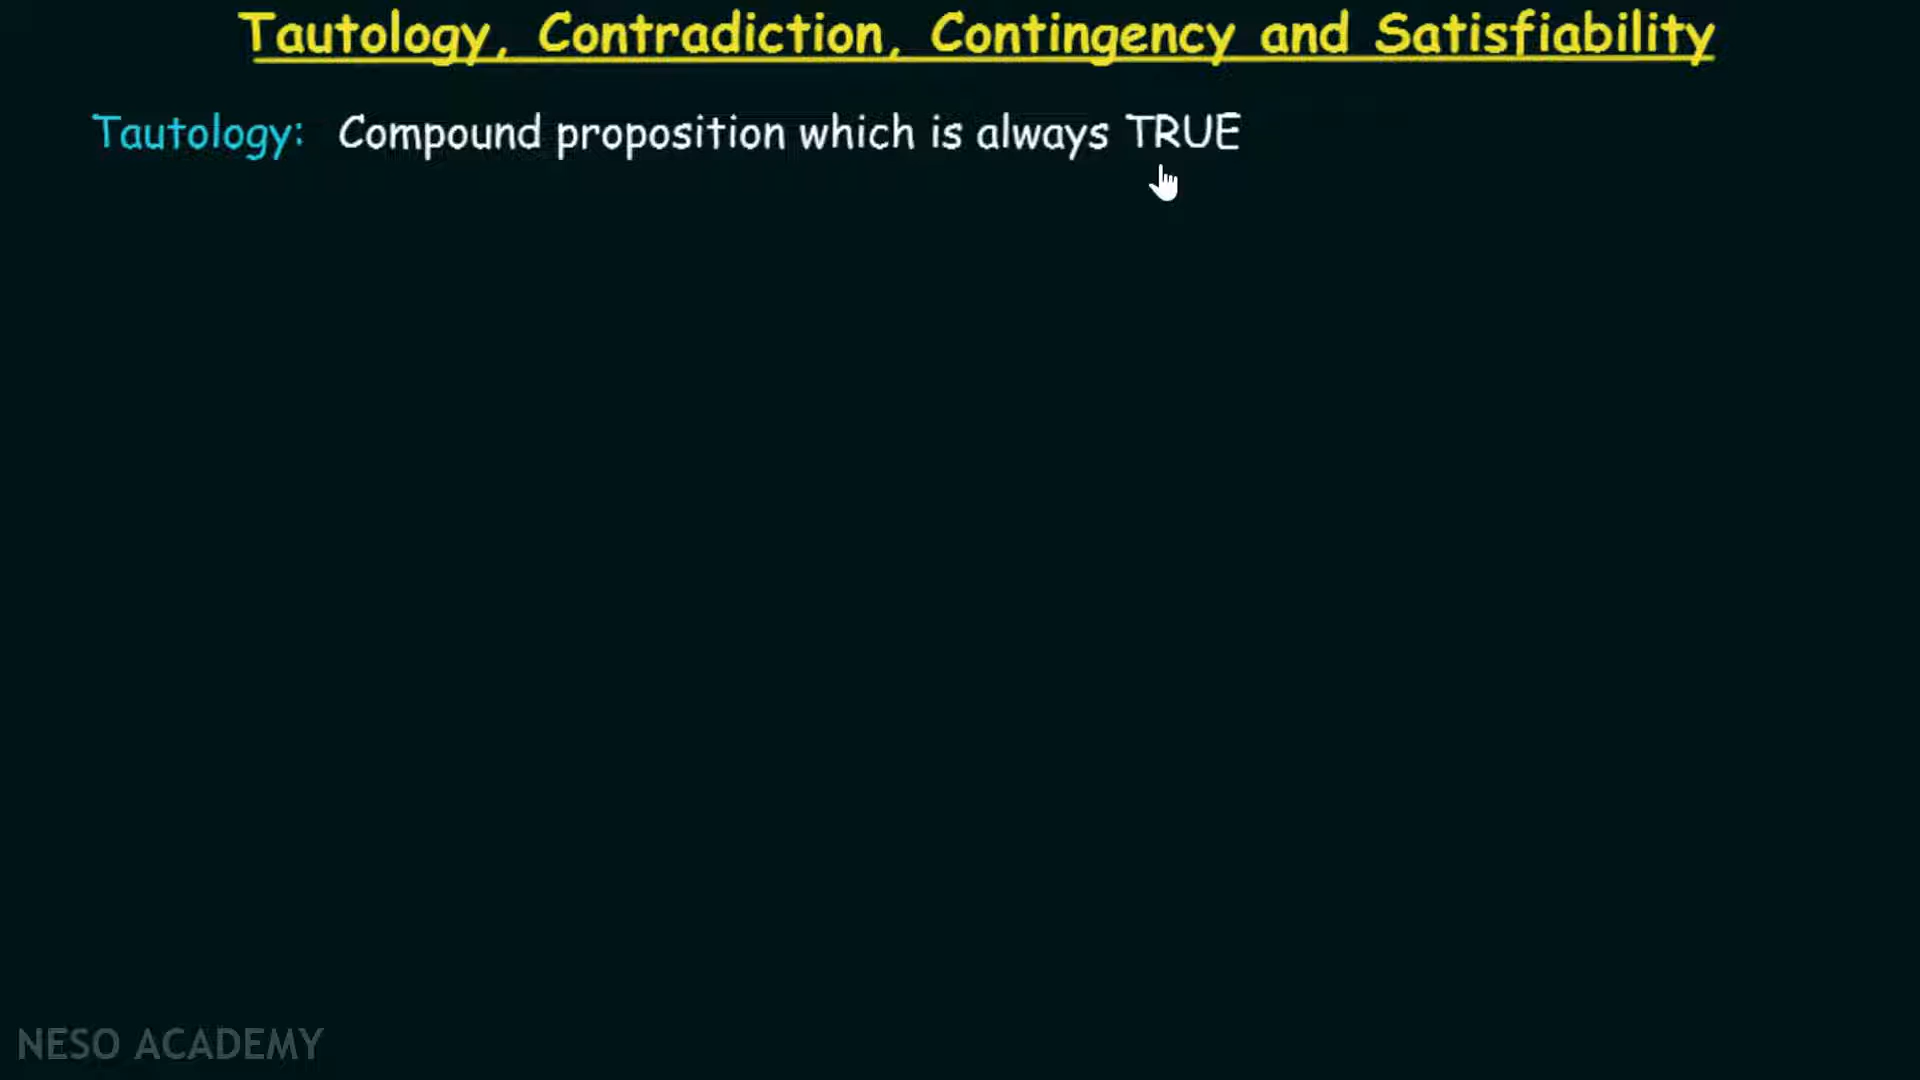 Tautology, Contradiction, Contingency and Satisfiability
Tautology: Compound proposition which is always TRUE
NESO ACADEMY